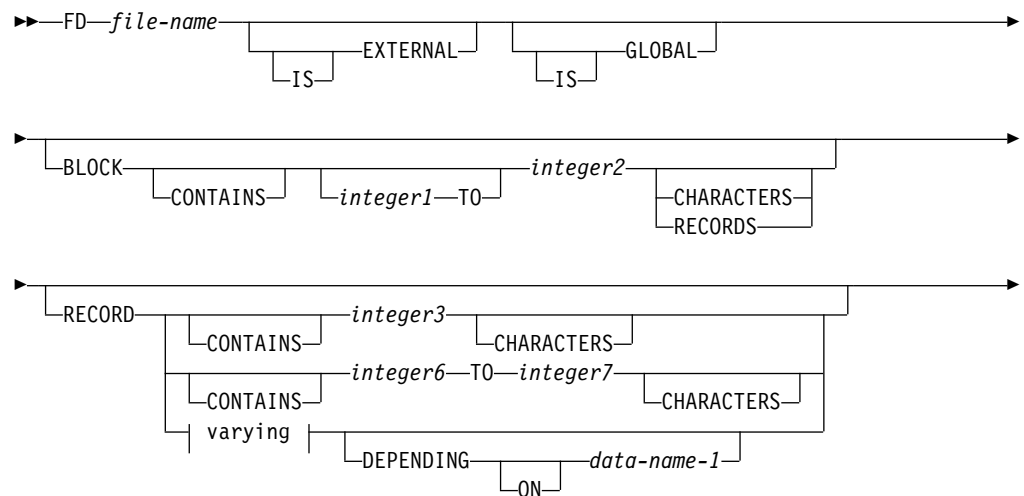 FD file-name
EXTERNAL GLOBAL
IS IS
BLOCK integer2
CONTAINS integer1 TO CHARACTERS
RECORDS
RECORD integer3
CONTAINS CHARACTERS
integer6 TO integer7
CONTAINS CHARACTERS
varying
DEPENDING data-name-1
ON